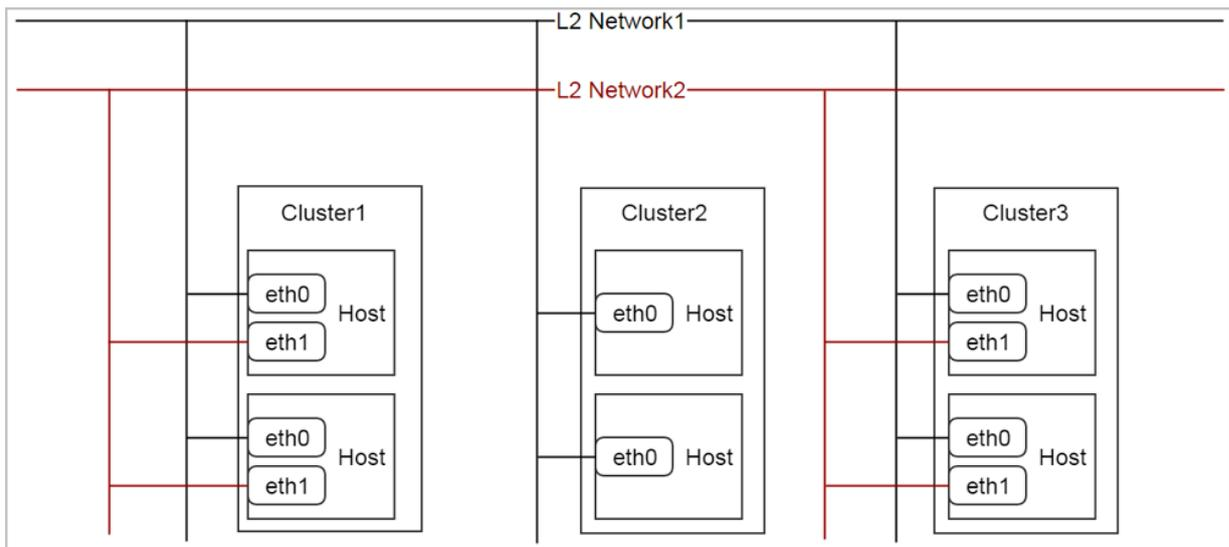 L2 Network1
L2 Network2
Cluster1
eth0
Host
eth1
eth0
Host
eth1
Cluster2
eth0 Host
eth0 Host
Cluster3
eth0
Host
eth1
eth0
Host
eth1